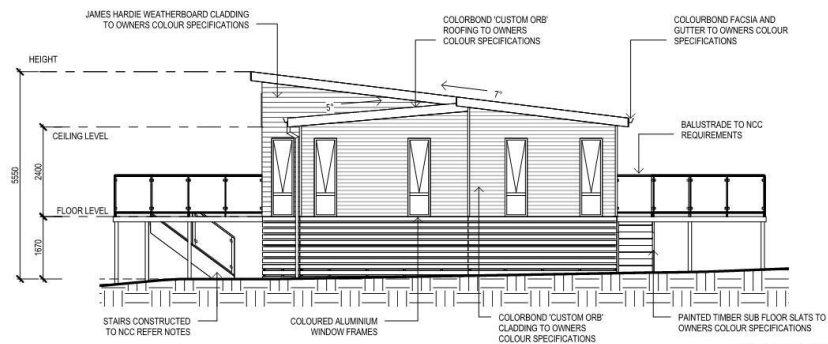 JAMES HARDIE WEATHERBOARD CLADDING
TO OWNERS COLOUR SPECIFICATIONS
COLORBOND 'CUSTOM ORB'
ROOFING TO OWNERS
COLOUR SPECIFICATIONS
COLOURBOND FACSIA AND
GUTTER TO OWNERS COLOUR
SPECIFICATIONS
HEIGHT
7°
5°
BALUSTRADE TO NCC
REQUIREMENTS
CEILING LEVEL
5550
2400
FLOOR LEVEL
1670
STAIRS CONSTRUCTED
TO NCC REFER NOTES
COLOURED ALUMINIUM
WINDOW FRAMES
COLORBOND 'CUSTOM ORB'
CLADDING TO OWNERS
COLOUR SPECIFICATIONS
PAINTED TIMBER SUB FLOOR SLATS TO
OWNERS COLOUR SPECIFICATIONS